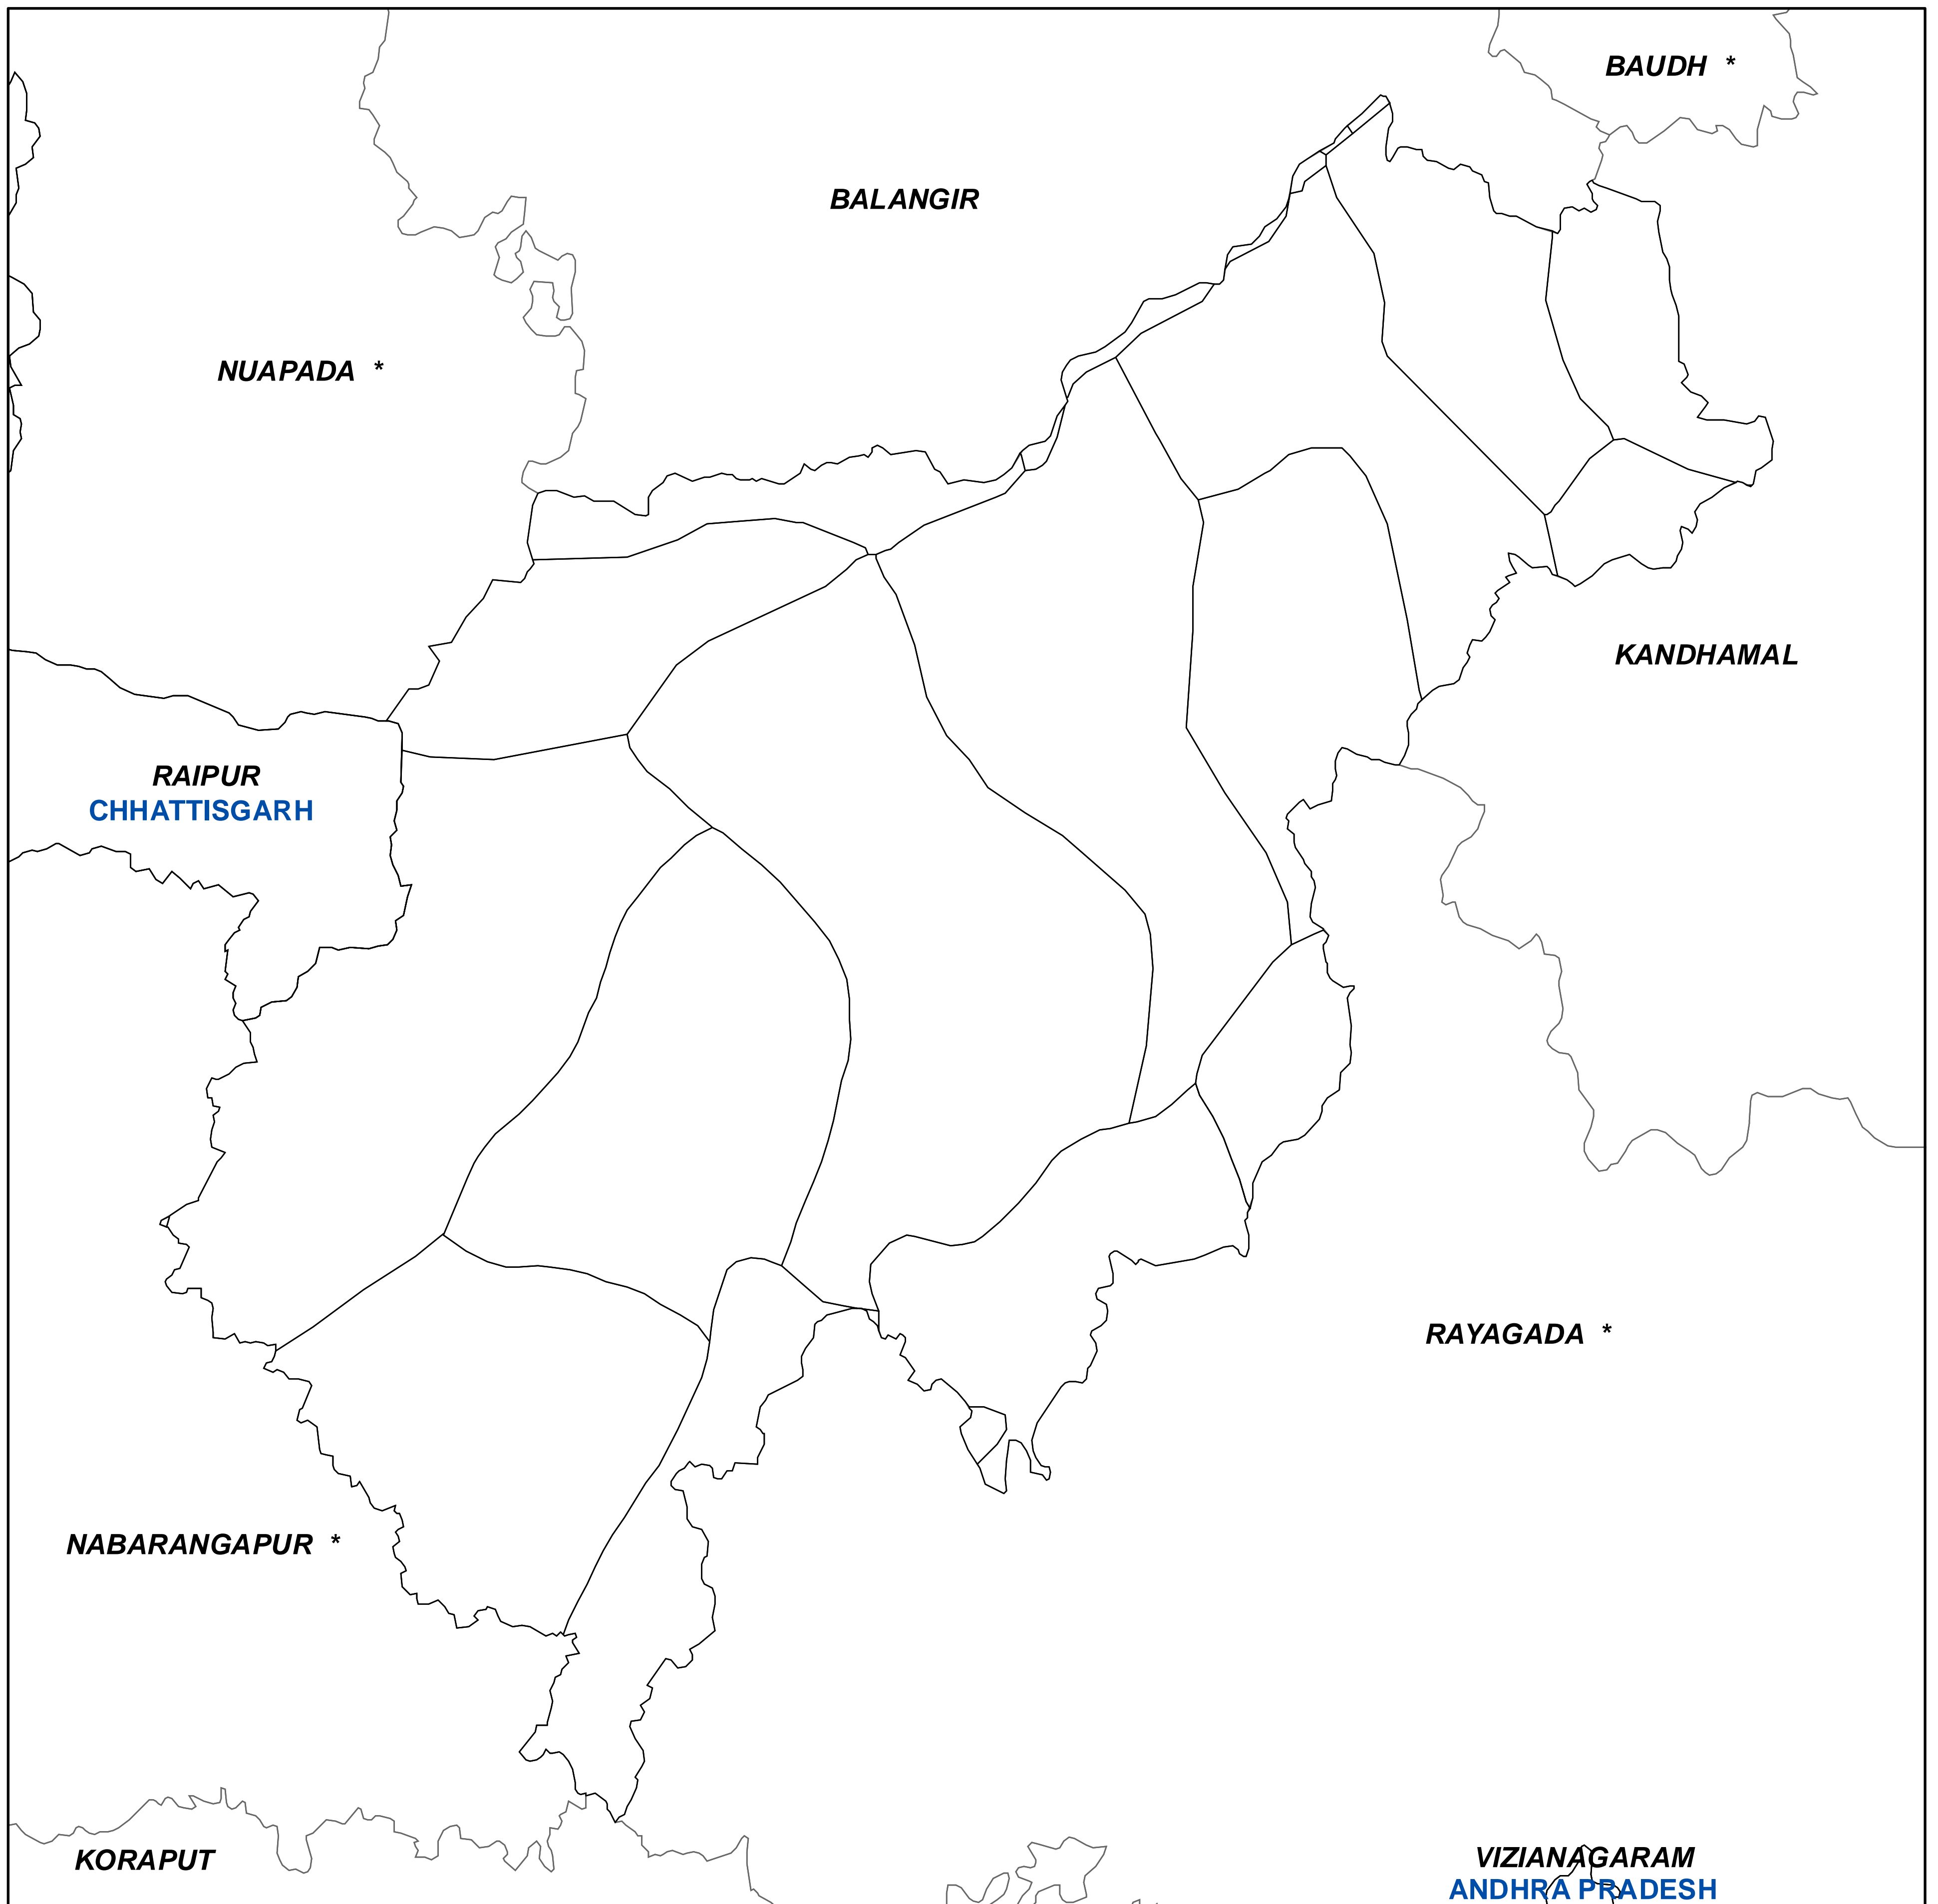 BAUDH *
BALANGIR
NUAPADA *
KANDHAMAL
RAIPUR
CHHATTISGARH
RAYAGADA *
NABARANGAPUR *
KORAPUT
VIZIANAGARAM
ANDHRA PRADESH